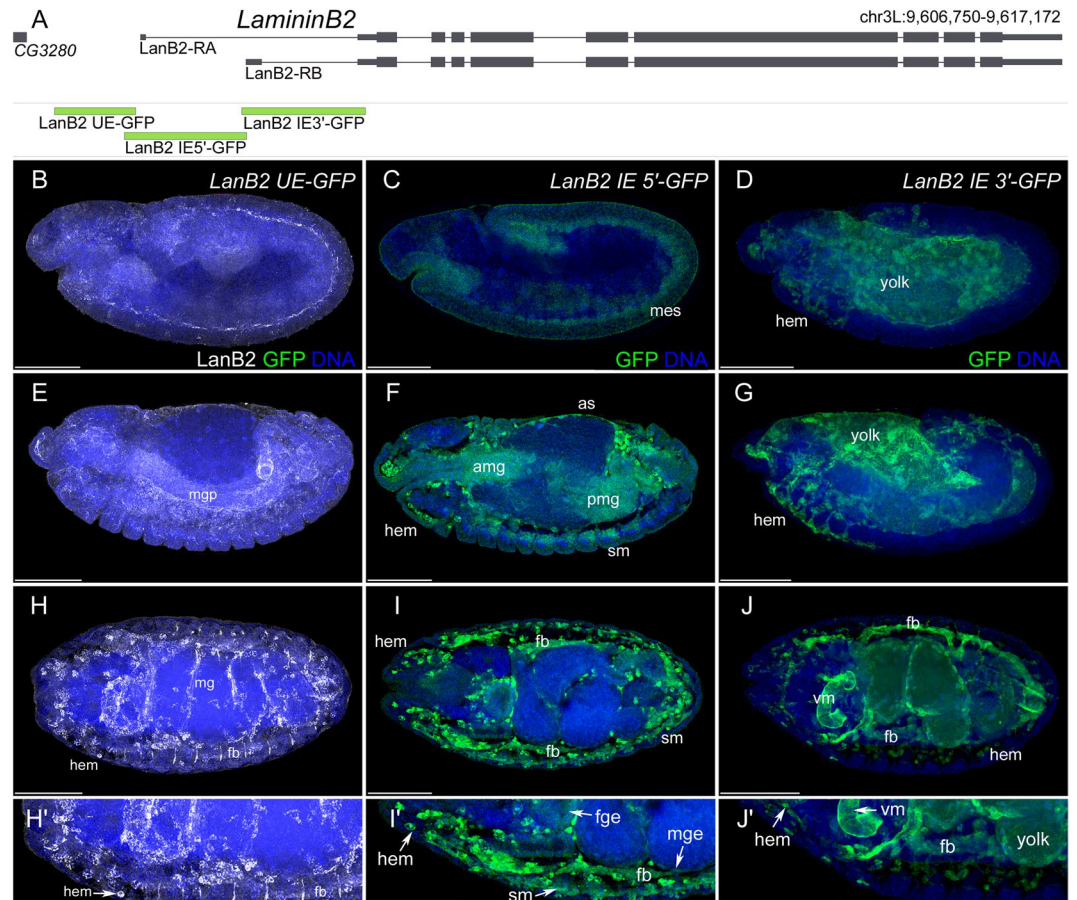 A LamininB2 chr3L:9,606,750-9,617,172
CG3280 LanB2-RA
LanB2-RB
LanB2 UE-GFP LanB2 IE3'-GFP
LanB2 IE5'-GFP
B LanB2 UE-GFP
LanB2 GFP DNA
C LanB2 IE 5'-GFP
mes
GFP DNA
D LanB2 IE 3'-GFP
yolk
hem
GFP DNA
E
mgp
F as
amg
pmg
hem
sm
G
yolk
hem
H
mg
fb
hem
I
hem fb
sm
fb
J fb
vm
fb hem
H'
hem fb
I' fge
mge
hem
fb
sm
J' vm
hem
fb yolk